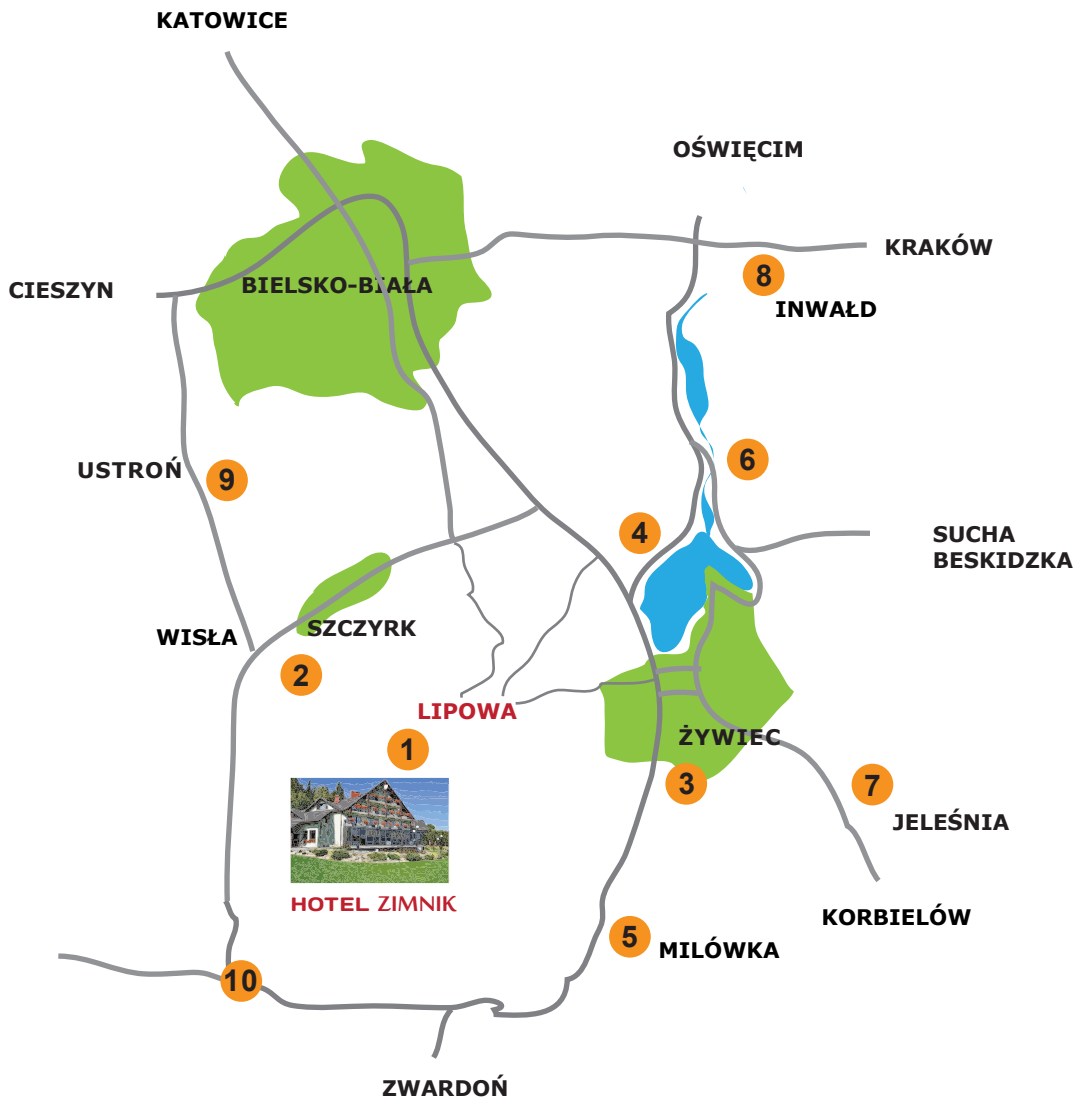 KATOWICE
OŚWIĘCIM
KRAKÓW
8
INWAŁD
CIESZYN
BIELSKO-BIAŁA
USTROŃ
9
6
4
SUCHA
BESKIDZKA
WISŁA
SZCZYRK
2
LIPOWA
1
ŻYWIEC
3
7
JELEŚNIA
HOTEL ZIMNIK
KORBIELÓW
5
MILÓWKA
10
ZWARDOŃ